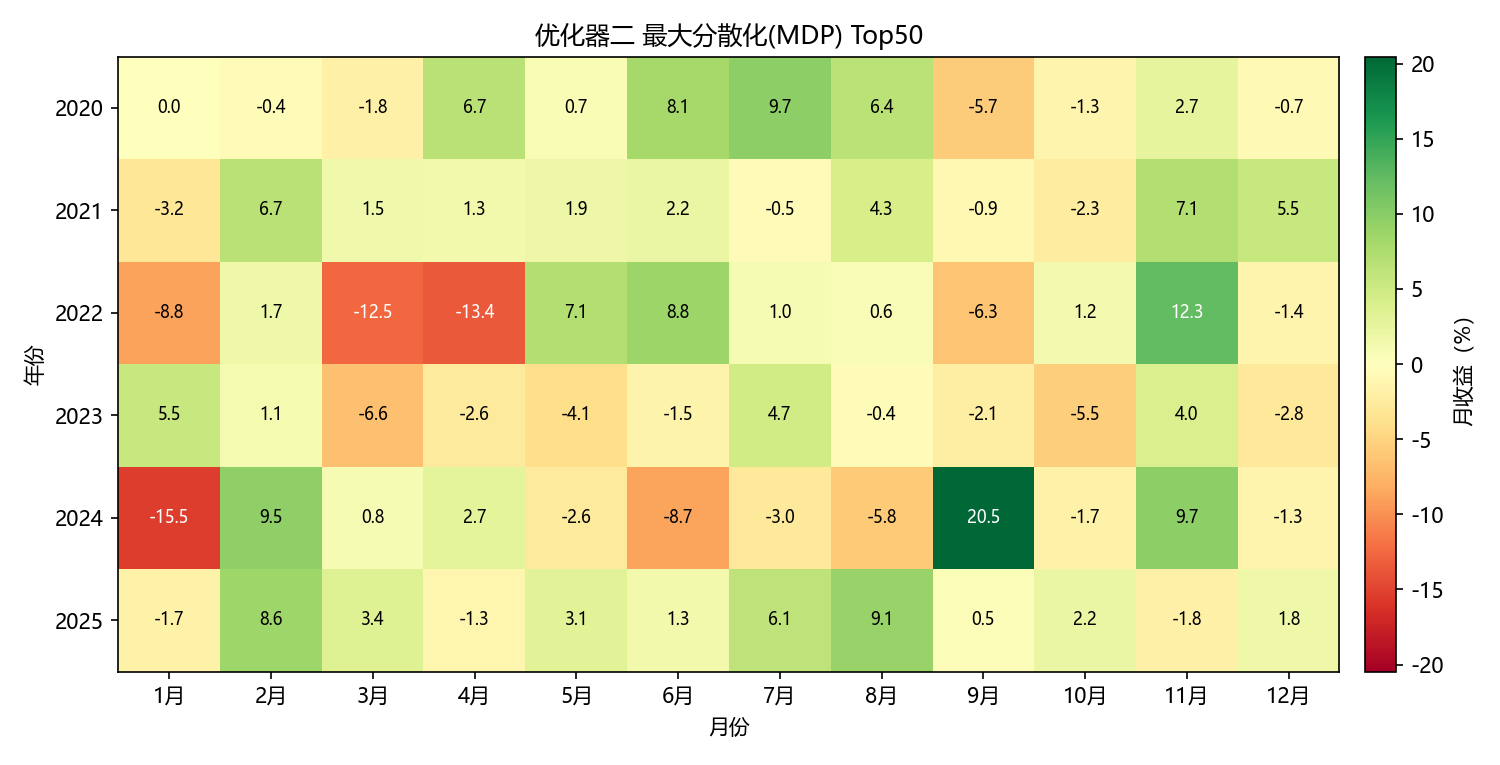 优化器二 最大分散化(MDP) Top50
2020 0.0 -0.4 -1.8 6.7 0.7 8.1 9.7 6.4 -5.7 -1.3 2.7 -0.7
2021 -3.2 6.7 1.5 1.3 1.9 2.2 -0.5 4.3 -0.9 -2.3 7.1 5.5
2022 -8.8 1.7 -12.5 -13.4 7.1 8.8 1.0 0.6 -6.3 1.2 12.3 -1.4
2023 5.5 1.1 -6.6 -2.6 -4.1 -1.5 4.7 -0.4 -2.1 -5.5 4.0 -2.8
2024 -15.5 9.5 0.8 2.7 -2.6 -8.7 -3.0 -5.8 20.5 -1.7 9.7 -1.3
2025 -1.7 8.6 3.4 -1.3 3.1 1.3 6.1 9.1 0.5 2.2 -1.8 1.8
1月 2月 3月 4月 5月 6月 7月 8月 9月 10月 11月 12月
月份
年份
20
15
10
5
0
-5
-10
-15
-20
月收益 (%)